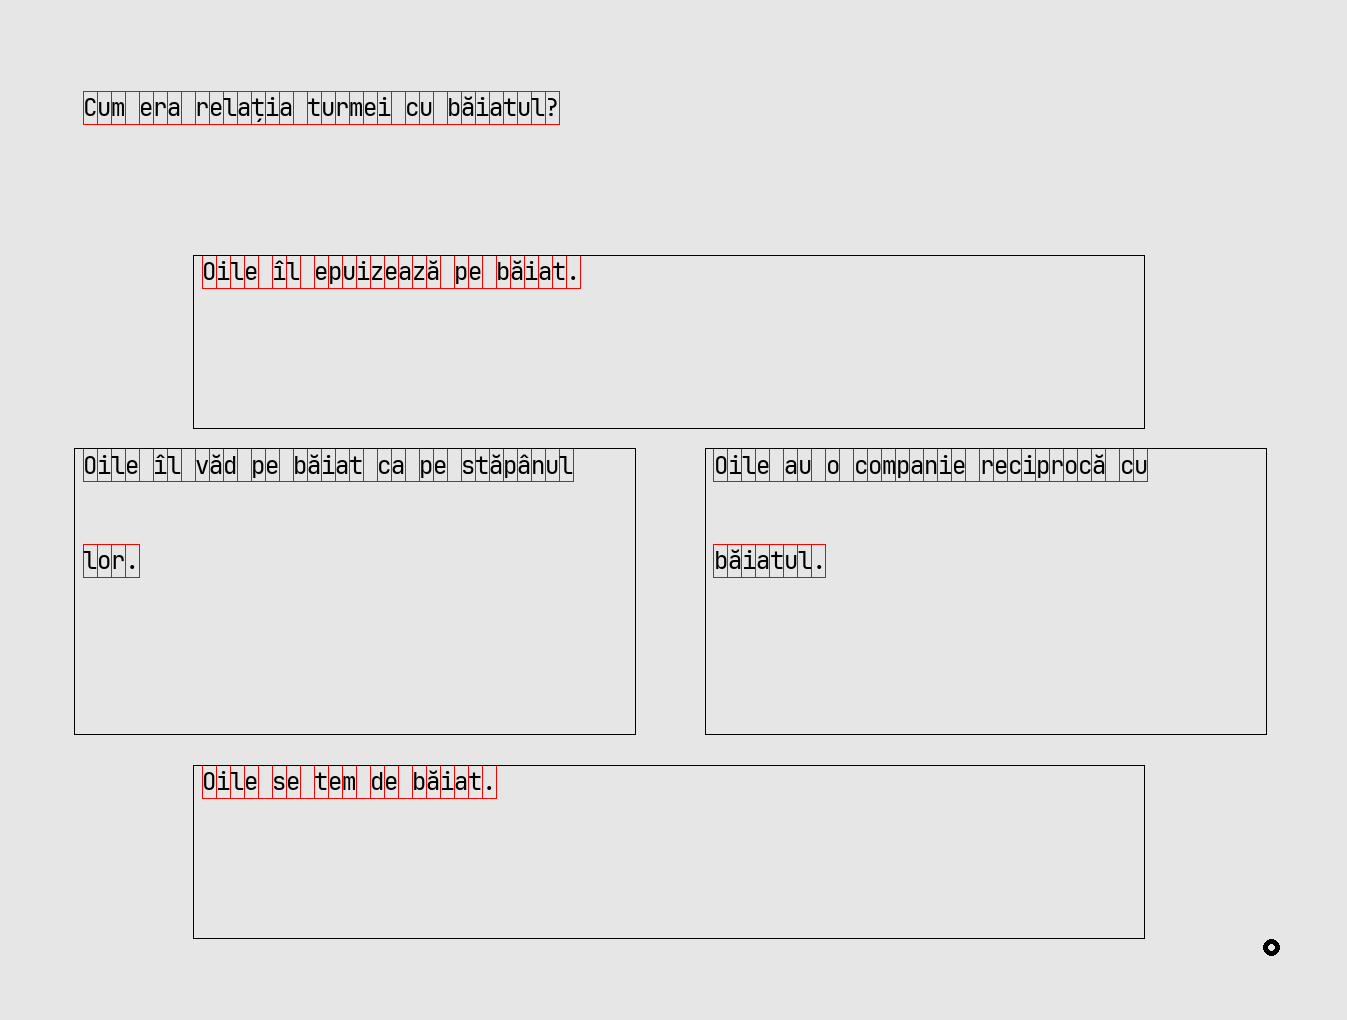 Cum era relația turmei cu băiatul?
Oile îl epuizează pe băiat.
Oile îl văd pe băiat ca pe stăpânul
lor.
Oile au o companie reciprocă cu
băiatul.
Oile se tem de băiat.